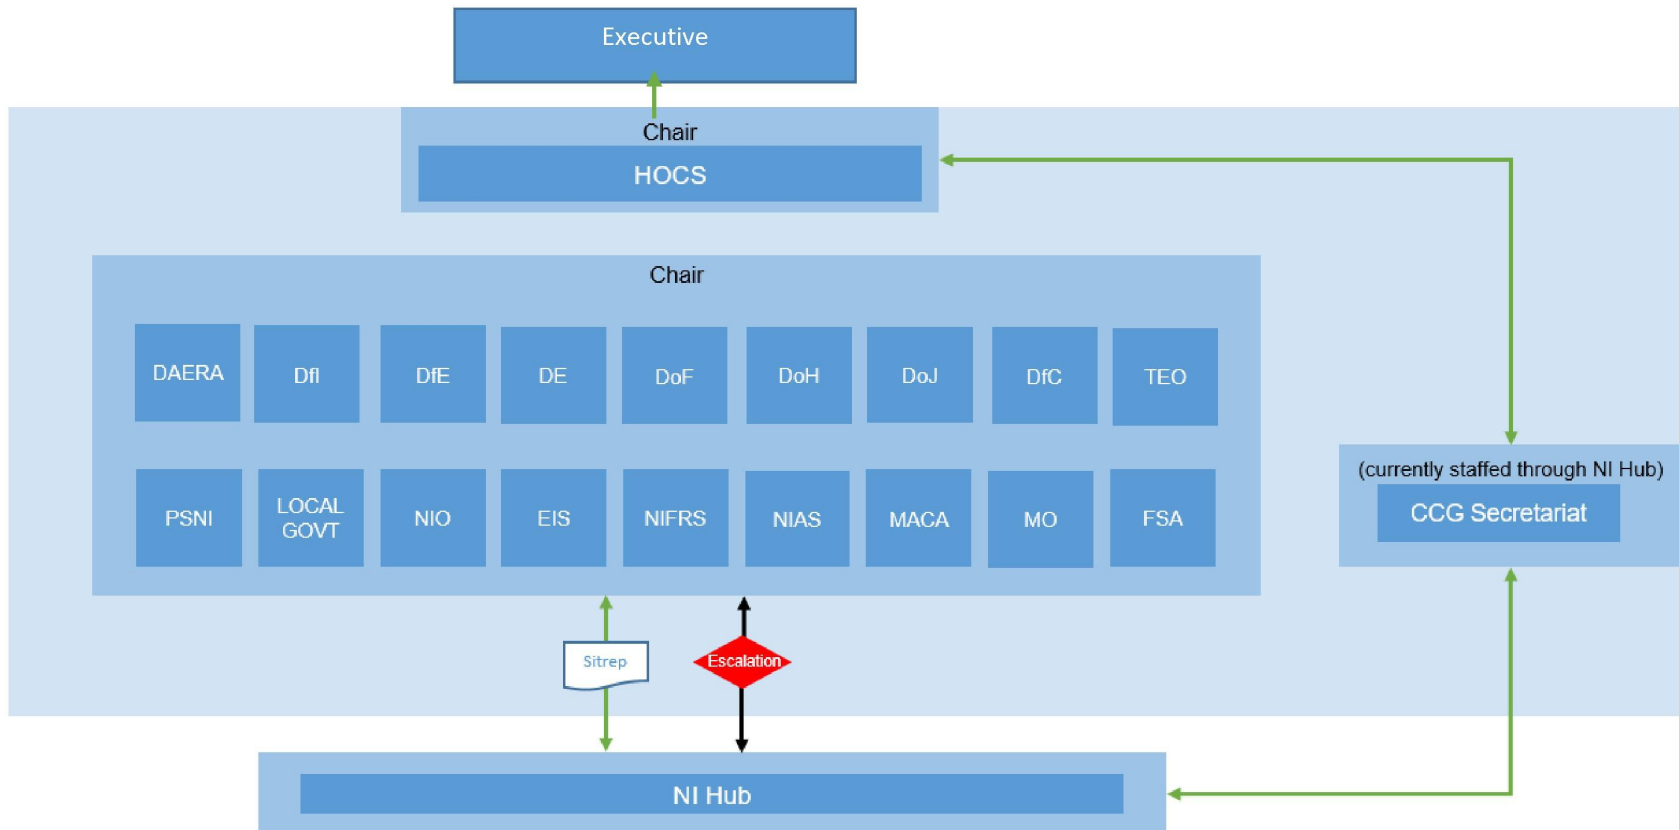 Executive
Chair
HOCS
Chair
DAERA
DfI
DfE
DE
DoF
DoH
DoJ
DfC
TEO
PSNI
LOCAL
GOVT
NIO
EIS
NIFRS
NIAS
MACA
MO
FSA
(currently staffed through NI Hub)
CCG Secretariat
Sitrep
Escalation
NI Hub